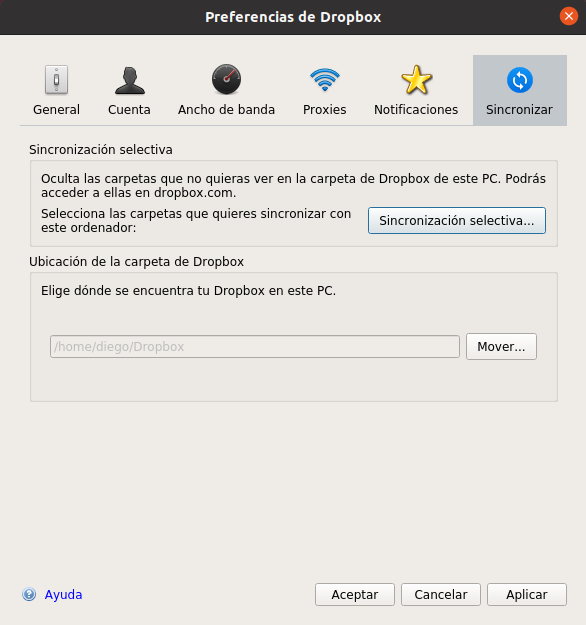 Preferencias de Dropbox
General
Cuenta
Ancho de banda
Proxies
Notificaciones
Sincronizar
Sincronización selectiva
Oculta las carpetas que no quieras ver en la carpeta de Dropbox de este PC. Podrás
acceder a ellas en dropbox.com.
Selecciona las carpetas que quieres sincronizar con
este ordenador:
Sincronización selectiva...
Ubicación de la carpeta de Dropbox
Elige dónde se encuentra tu Dropbox en este PC.
/home/diego/Dropbox
Mover...
Ayuda
Aceptar
Cancelar
Aplicar